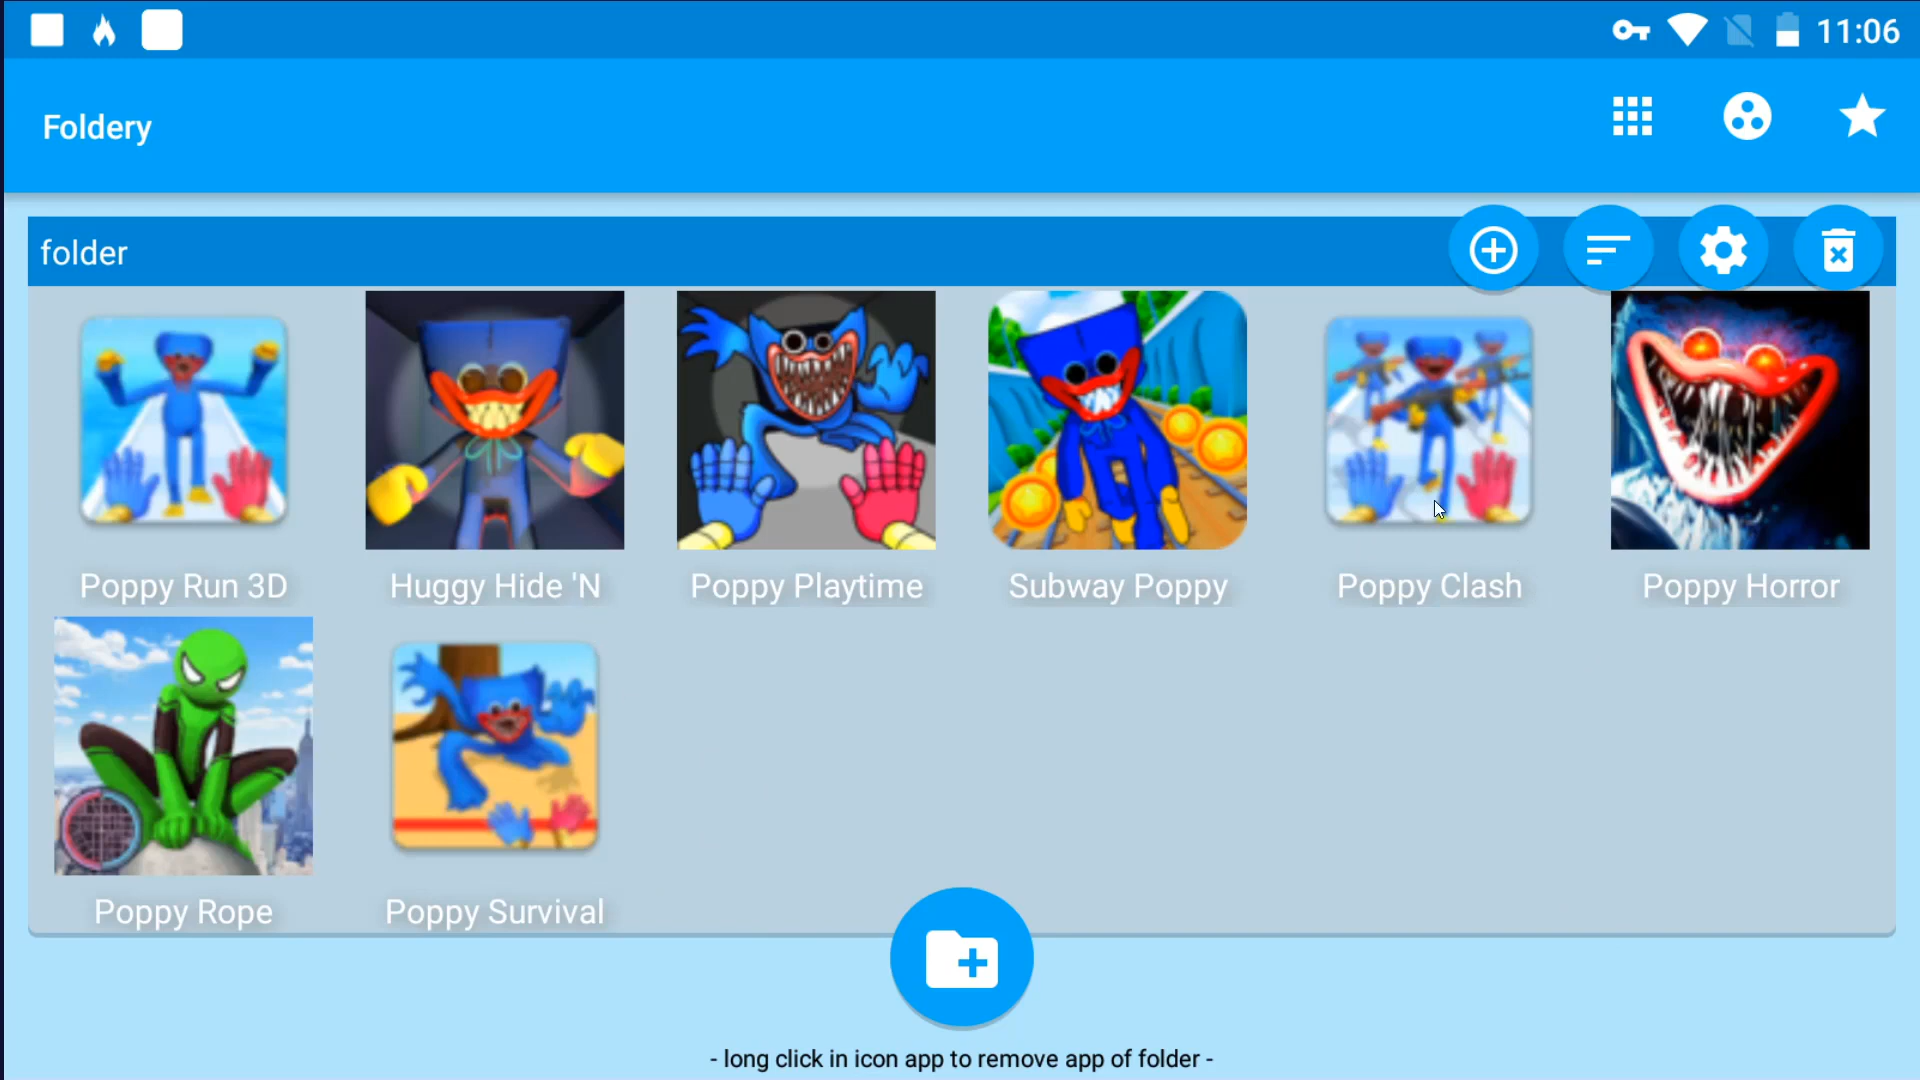 11:06
Foldery
folder
Poppy Run 3D
Huggy Hide 'N
Poppy Playtime
Subway Poppy
Poppy Clash
Poppy Horror
Poppy Rope
Poppy Survival
- long click in icon app to remove app of folder -